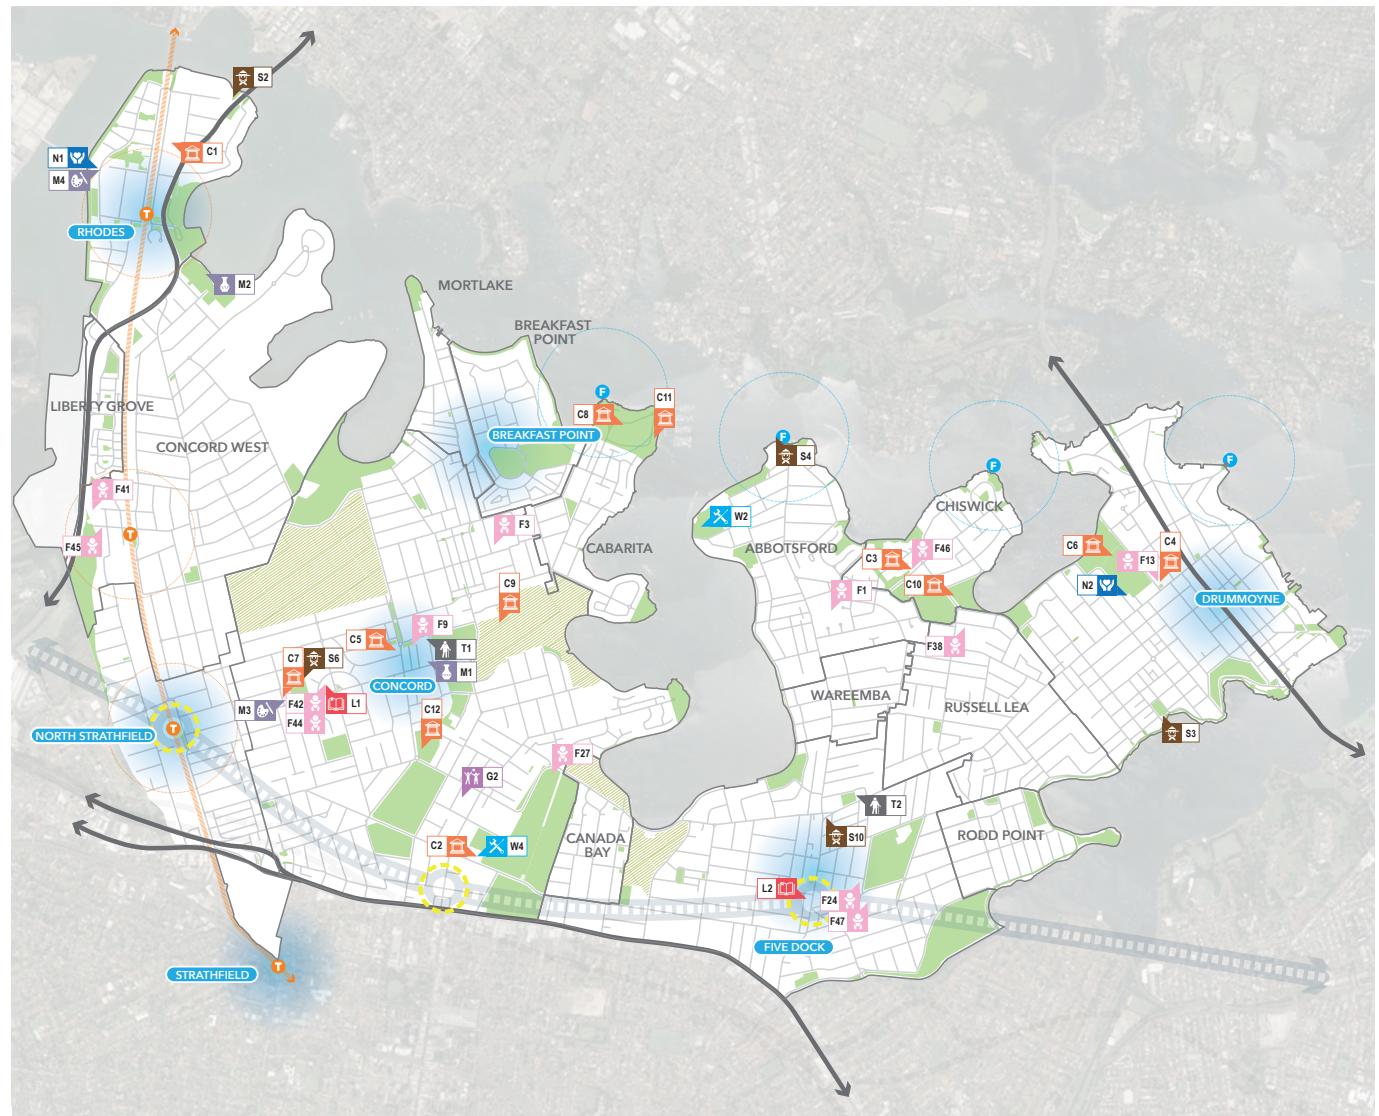 S2
C1
N1
M4
T
RHODES
M2
MORTLAKE
BREAKFAST
POINT
F
C11
C8
LIBERTY GROVE
CONCORD WEST
BREAKFAST POINT
F
S4
F
F
F41
W2
CHISWICK
F3
T
F45
CABARITA
ABBOTSFORD
C3
F46
C6
C4
F13
C9
F1
C10
N2
DRUMMOYNE
F9
C5
T1
F38
C7
S6
M1
CONCORD
WAREEMBA
M3
F42
L1
F44
C12
RUSSELL LEA
NORTH STRATHFIELD
T
S3
F27
G2
T2
CANADA
BAY
S10
RODD POINT
C2
W4
L2
F24
F47
FIVE DOCK
STRATHFIELD
T